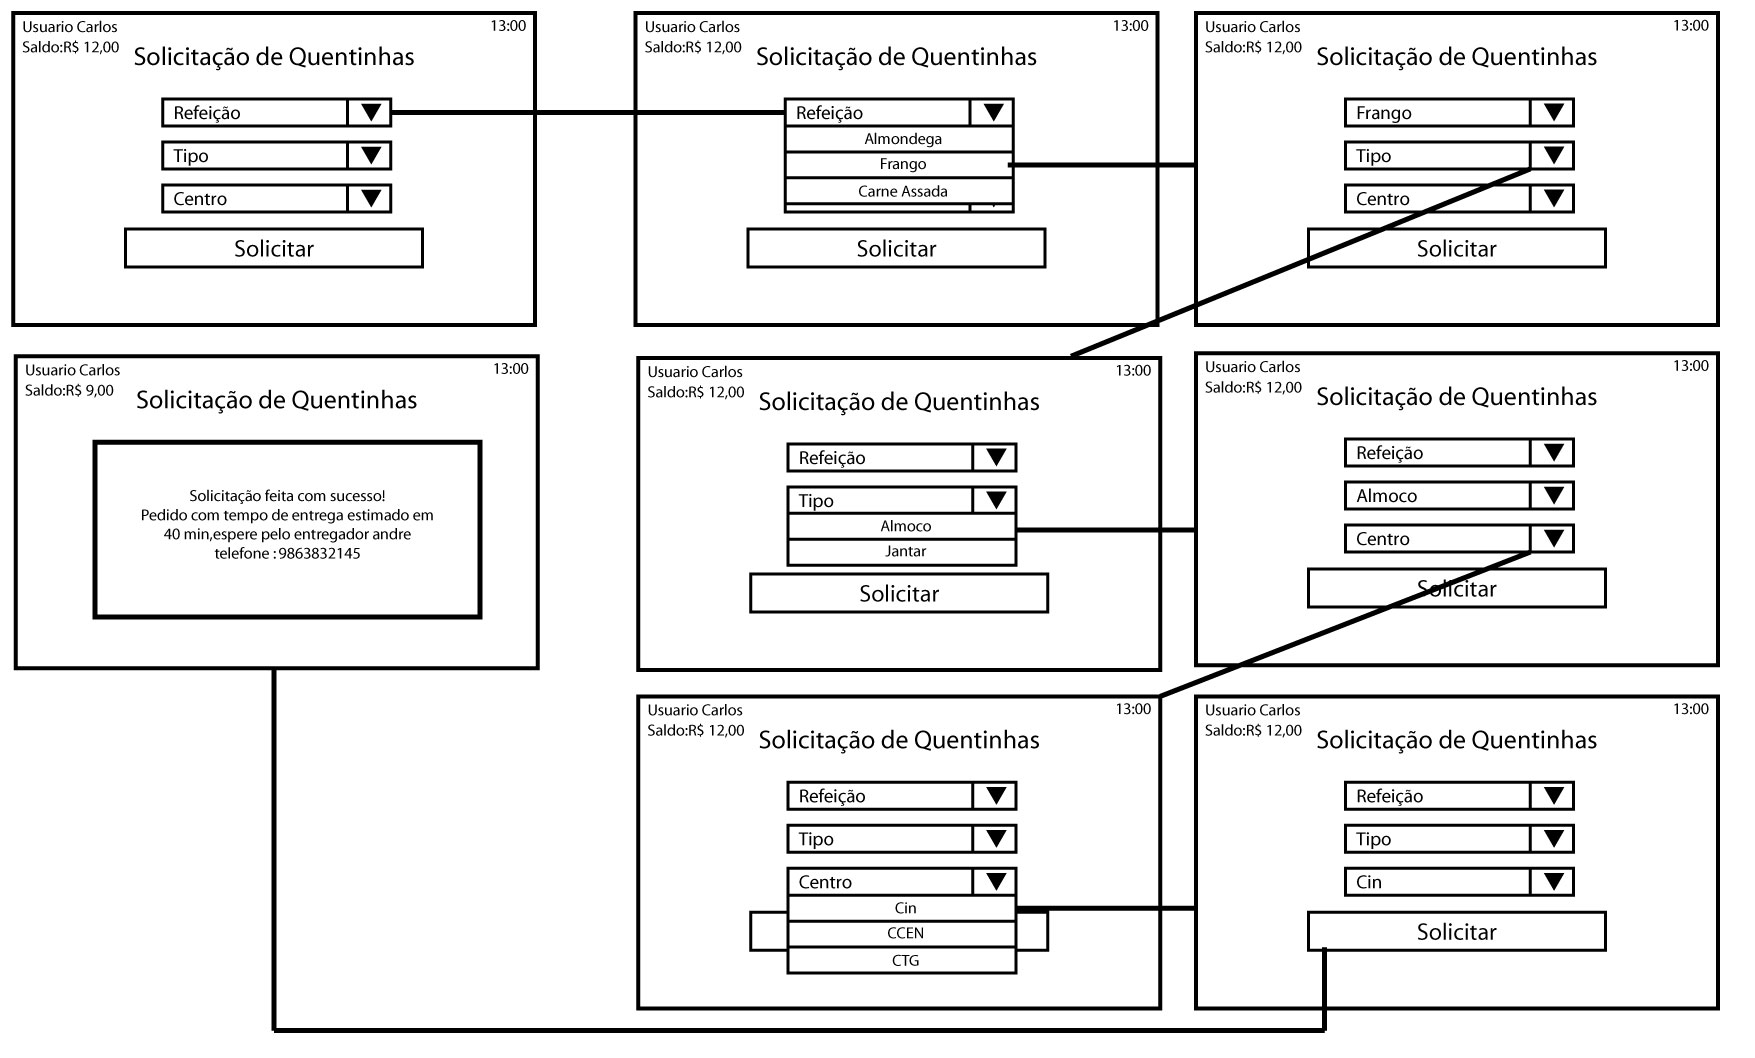 Usuario Carlos
13:00
Saldo:R$ 12,00
Solicitação de Quentinhas
Refeição
Tipo
Centro
Solicitar
Usuario Carlos
13:00
Saldo:R$ 12,00
Solicitação de Quentinhas
Refeição
Almondega
Frango
Carne Assada
Solicitar
Usuario Carlos
13:00
Saldo:R$ 12,00
Solicitação de Quentinhas
Frango
Tipo
Centro
Solicitar
Usuario Carlos
13:00
Saldo:R$ 9,00
Solicitação de Quentinhas
Solicitação feita com sucesso!
Pedido com tempo de entrega estimado em
40 min,espere pelo entregador andre
telefone : 9863832145
Usuario Carlos
13:00
Saldo:R$ 12,00
Solicitação de Quentinhas
Refeição
Tipo
Almoco
Jantar
Solicitar
Usuario Carlos
13:00
Saldo:R$ 12,00
Solicitação de Quentinhas
Refeição
Almoco
Centro
Solicitar
Usuario Carlos
13:00
Saldo:R$ 12,00
Solicitação de Quentinhas
Refeição
Tipo
Centro
Cin
CCEN
CTG
Usuario Carlos
13:00
Saldo:R$ 12,00
Solicitação de Quentinhas
Refeição
Tipo
Cin
Solicitar